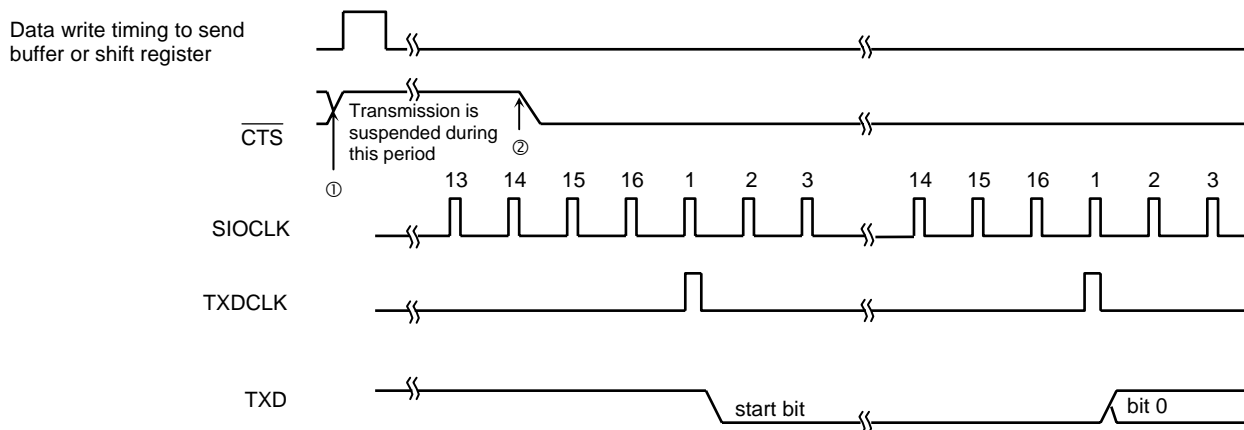 Data write timing to send
buffer or shift register
CTS
Transmission is
suspended during
this period
①
②
13 14 15 16 1 2 3 14 15 16 1 2 3
SIOCLK
TXDCLK
TXD
start bit
bit 0